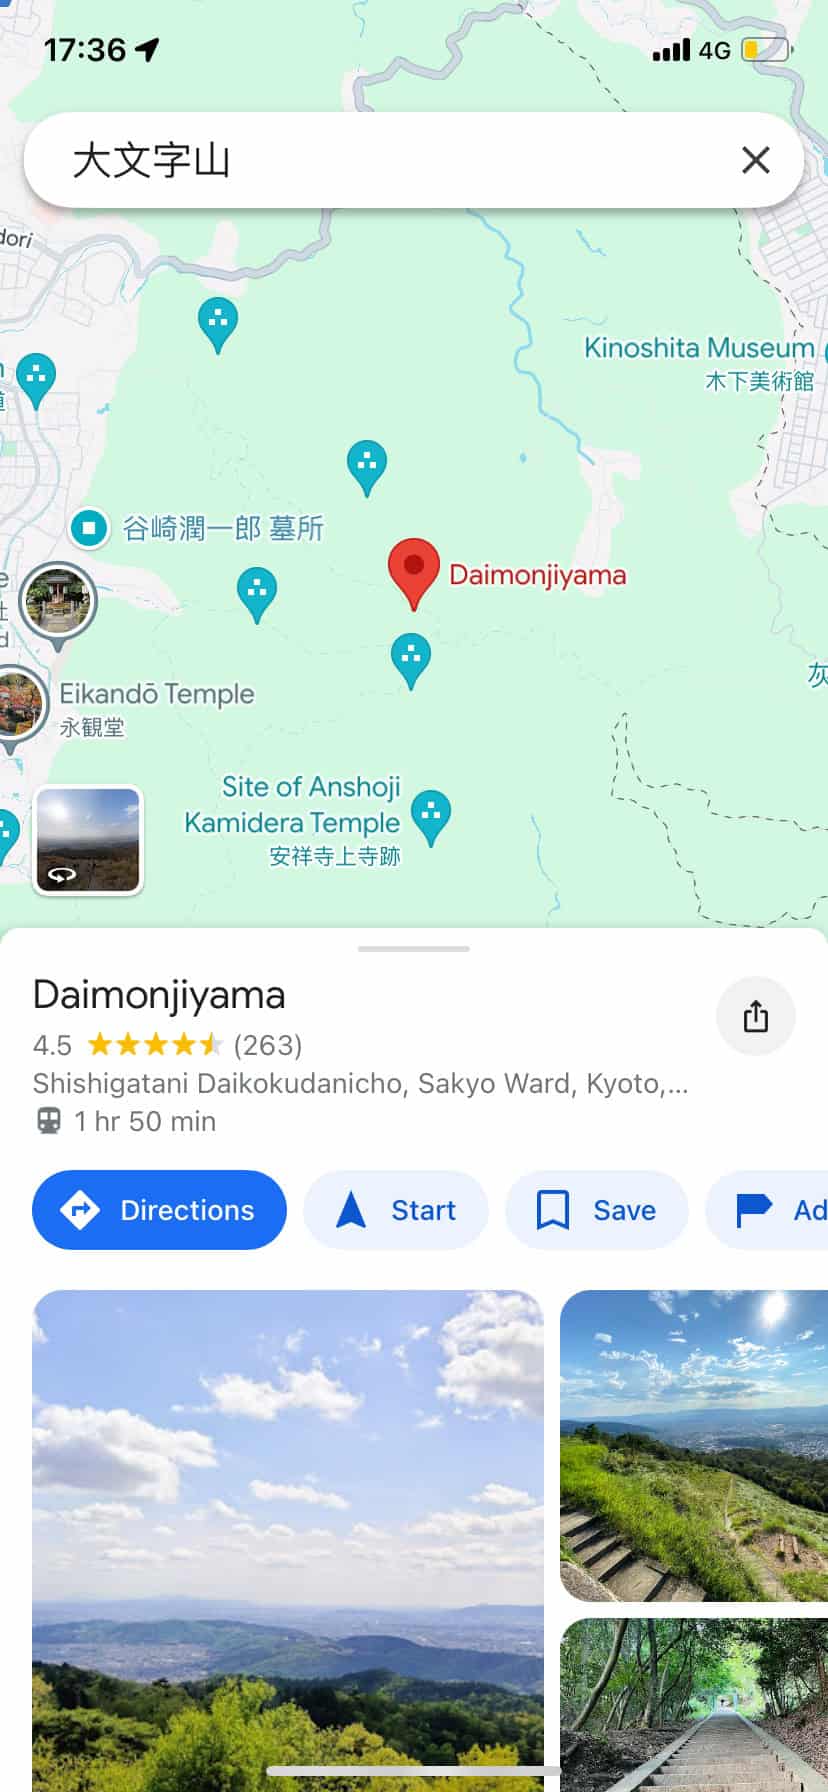 17:36
4G
大文字山
dori
Kinoshita Museum
木下美術館
谷崎潤一郎 墓所
Daimonjiyama
Eikandō Temple
永観堂
灰
Site of Anshoji
Kamidera Temple
安祥寺上寺跡
Daimonjiyama
4.5 (263)
Shishigatani Daikokudanicho, Sakyo Ward, Kyoto,...
1 hr 50 min
Directions
Start
Save
Ad